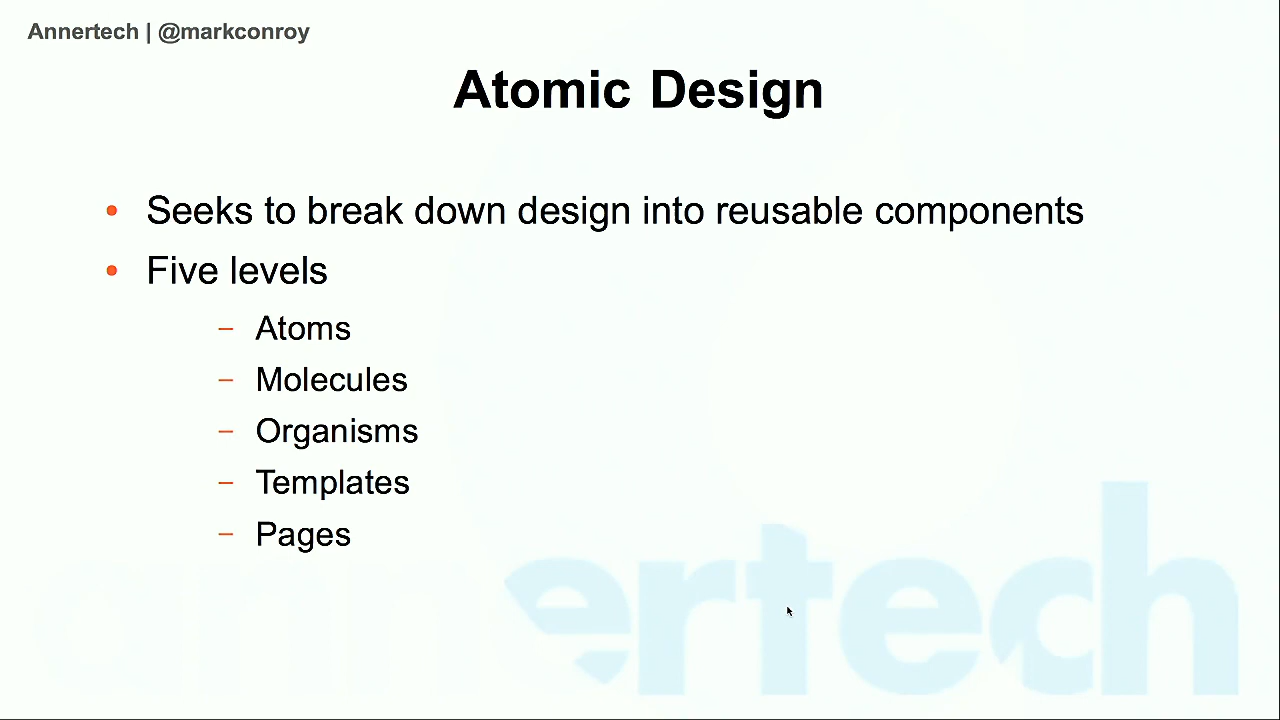 Annertech | @markconroy
Atomic Design
• Seeks to break down design into reusable components
• Five levels
– Atoms
– Molecules
– Organisms
– Templates
– Pages
annertech